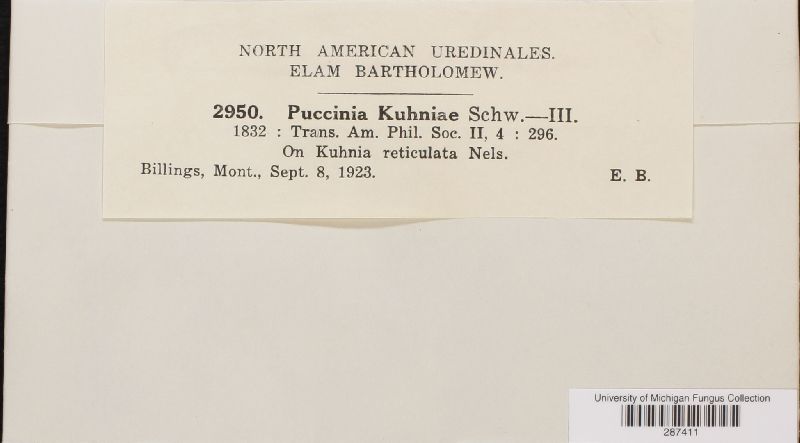 NORTH AMERICAN UREDINALES.
ELAM BARTHOLOMEW.
2950. Puccinia Kuhniae Schw.—III.
1832 : Trans. Am. Phil. Soc. II, 4 : 296.
On Kuhnia reticulata Nels.
Billings, Mont., Sept. 8, 1923. E. B.
University of Michigan Fungus Collection
287411